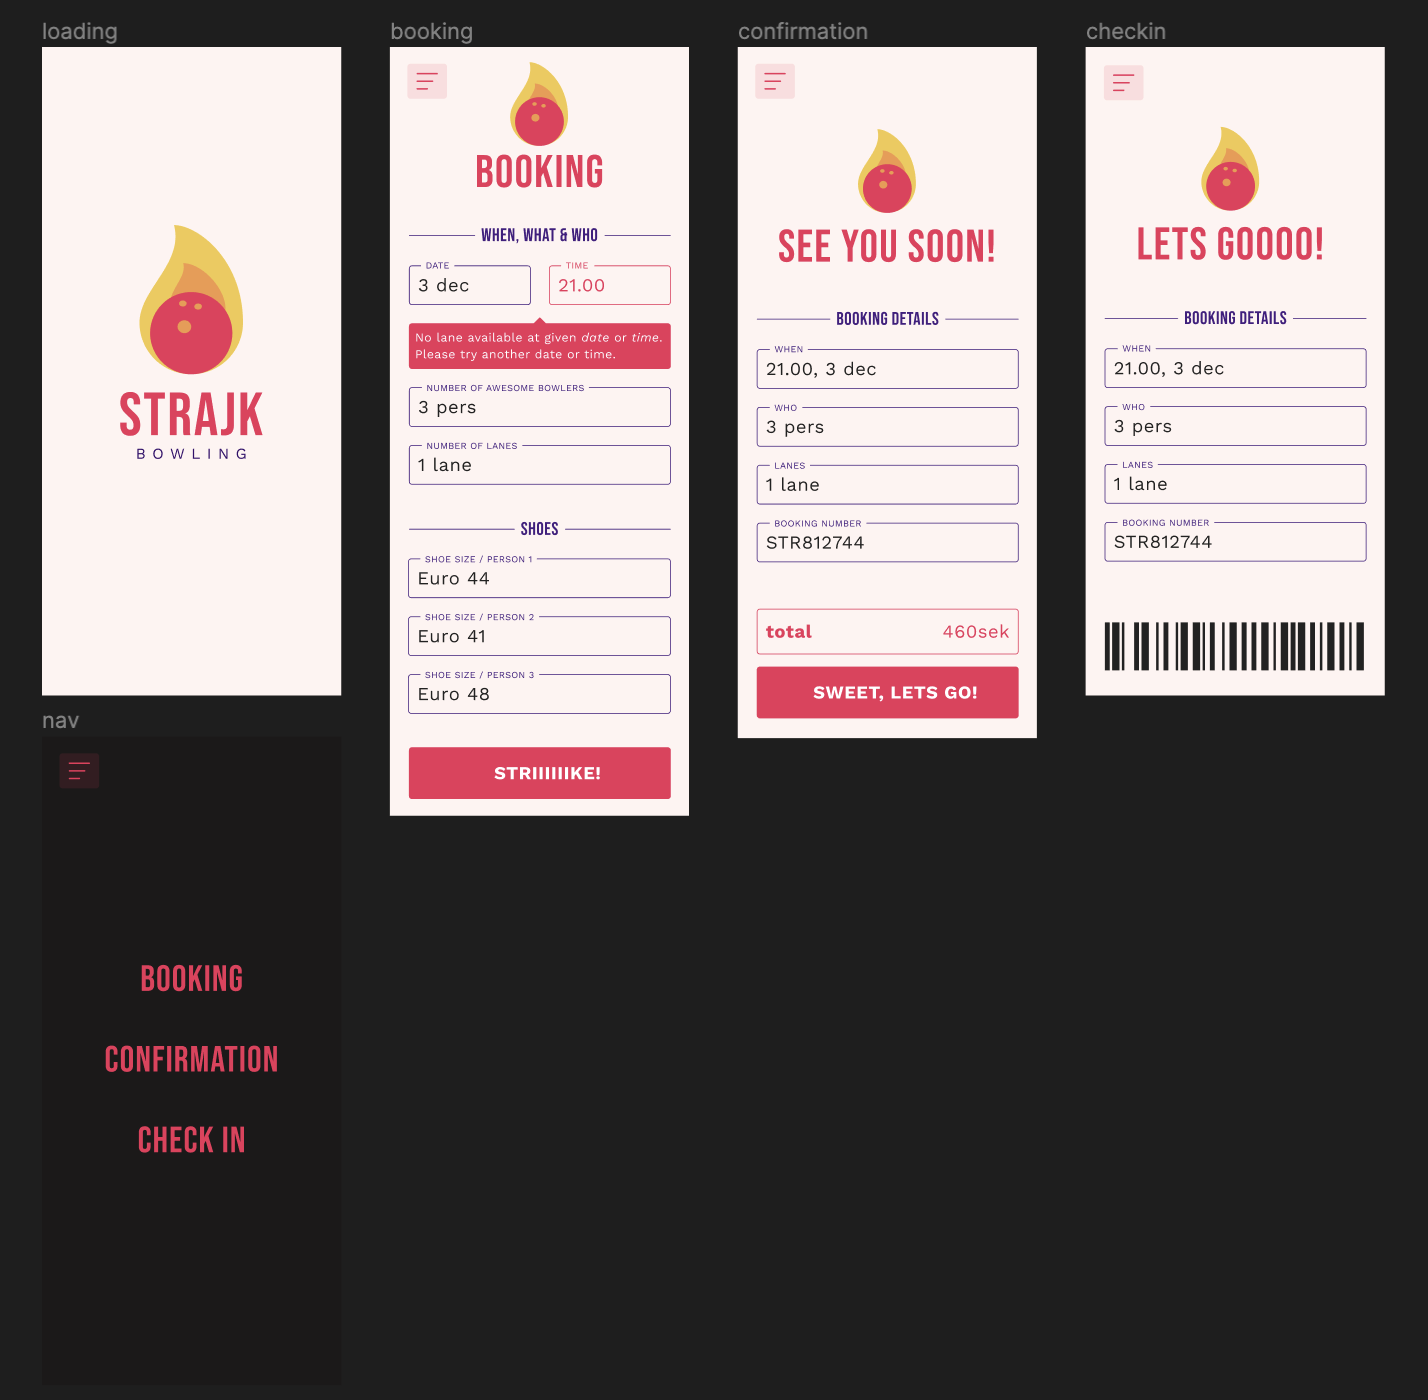 loading
STRAJK
BOWLING
nav
BOOKING
CONFIRMATION
CHECK IN
booking
BOOKING
WHEN, WHAT & WHO
DATE
3 dec
TIME
21.00
No lane available at given date or time.
Please try another date or time.
NUMBER OF AWESOME BOWLERS
3 pers
NUMBER OF LANES
1 lane
SHOES
SHOE SIZE / PERSON 1
Euro 44
SHOE SIZE / PERSON 2
Euro 41
SHOE SIZE / PERSON 3
Euro 48
STRIIIIIIKE!
confirmation
SEE YOU SOON!
BOOKING DETAILS
WHEN
21.00, 3 dec
WHO
3 pers
LANES
1 lane
BOOKING NUMBER
STR812744
total 460sek
SWEET, LETS GO!
checkin
LETS GOOOO!
BOOKING DETAILS
WHEN
21.00, 3 dec
WHO
3 pers
LANES
1 lane
BOOKING NUMBER
STR812744